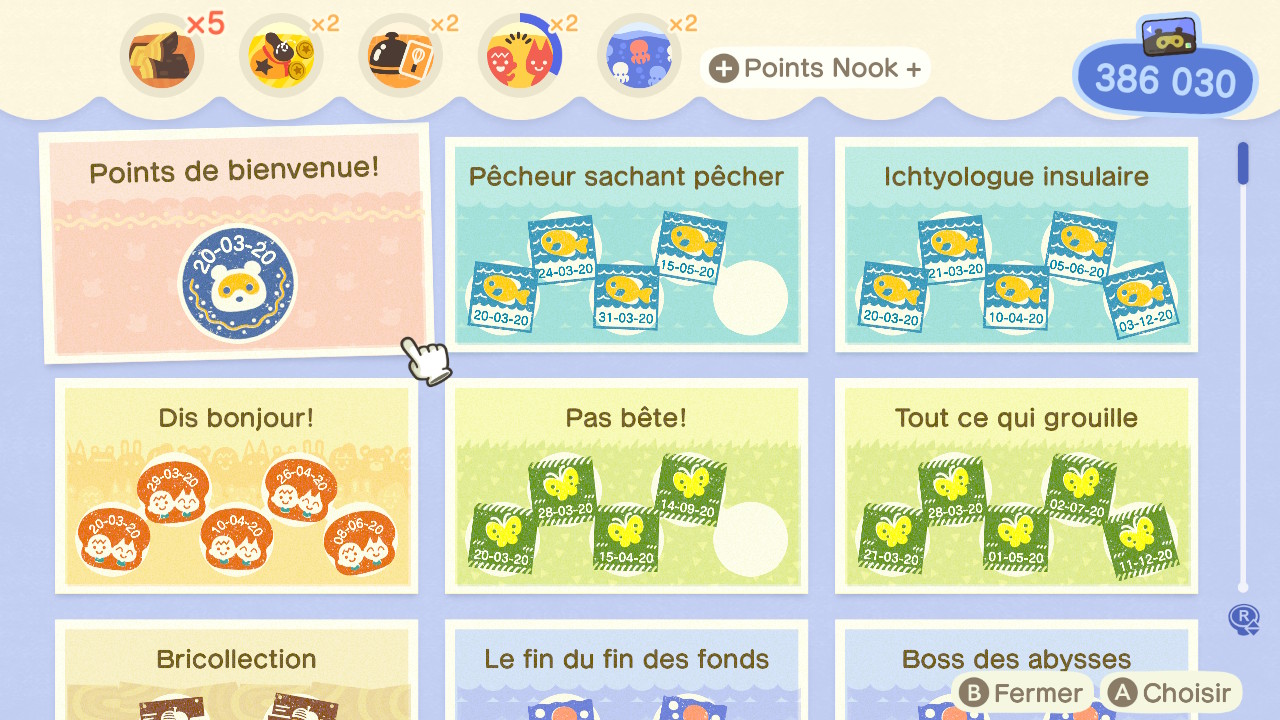 ×5
×2
×2
×2
×2
Points Nook +
386 030
Points de bienvenue!
20-03-20
Pêcheur sachant pêcher
20-03-20
24-03-20
31-03-20
15-05-20
Ichtyologue insulaire
20-03-20
21-03-20
10-04-20
05-06-20
03-12-20
Dis bonjour!
20-03-20
29-03-20
10-04-20
26-04-20
08-06-20
Pas bête!
20-03-20
28-03-20
15-04-20
14-09-20
Tout ce qui grouille
21-03-20
28-03-20
01-05-20
02-07-20
11-12-20
R
Bricollection
Le fin du fin des fonds
Boss des abysses
B Fermer
A Choisir